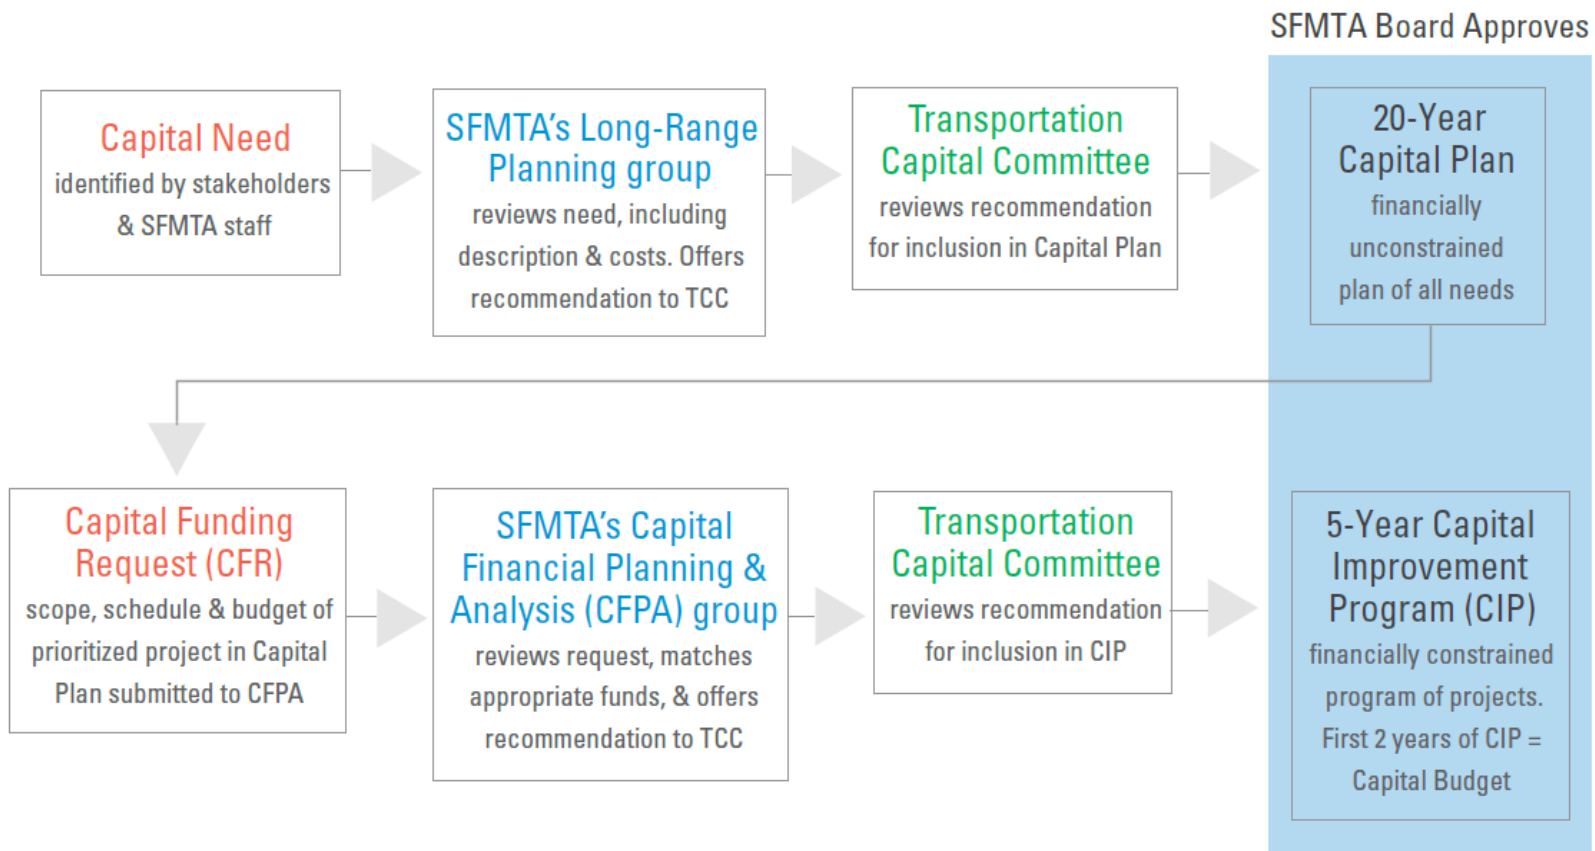 SFMTA Board Approves
Capital Need
identified by stakeholders
& SFMTA staff
SFMTA's Long-Range
Planning group
reviews need, including
description & costs. Offers
recommendation to TCC
Transportation
Capital Committee
reviews recommendation
for inclusion in Capital Plan
20-Year
Capital Plan
financially
unconstrained
plan of all needs
Capital Funding
Request (CFR)
scope, schedule & budget of
prioritized project in Capital
Plan submitted to CFPA
SFMTA's Capital
Financial Planning &
Analysis (CFPA) group
reviews request, matches
appropriate funds, & offers
recommendation to TCC
Transportation
Capital Committee
reviews recommendation
for inclusion in CIP
5-Year Capital
Improvement
Program (CIP)
financially constrained
program of projects.
First 2 years of CIP =
Capital Budget